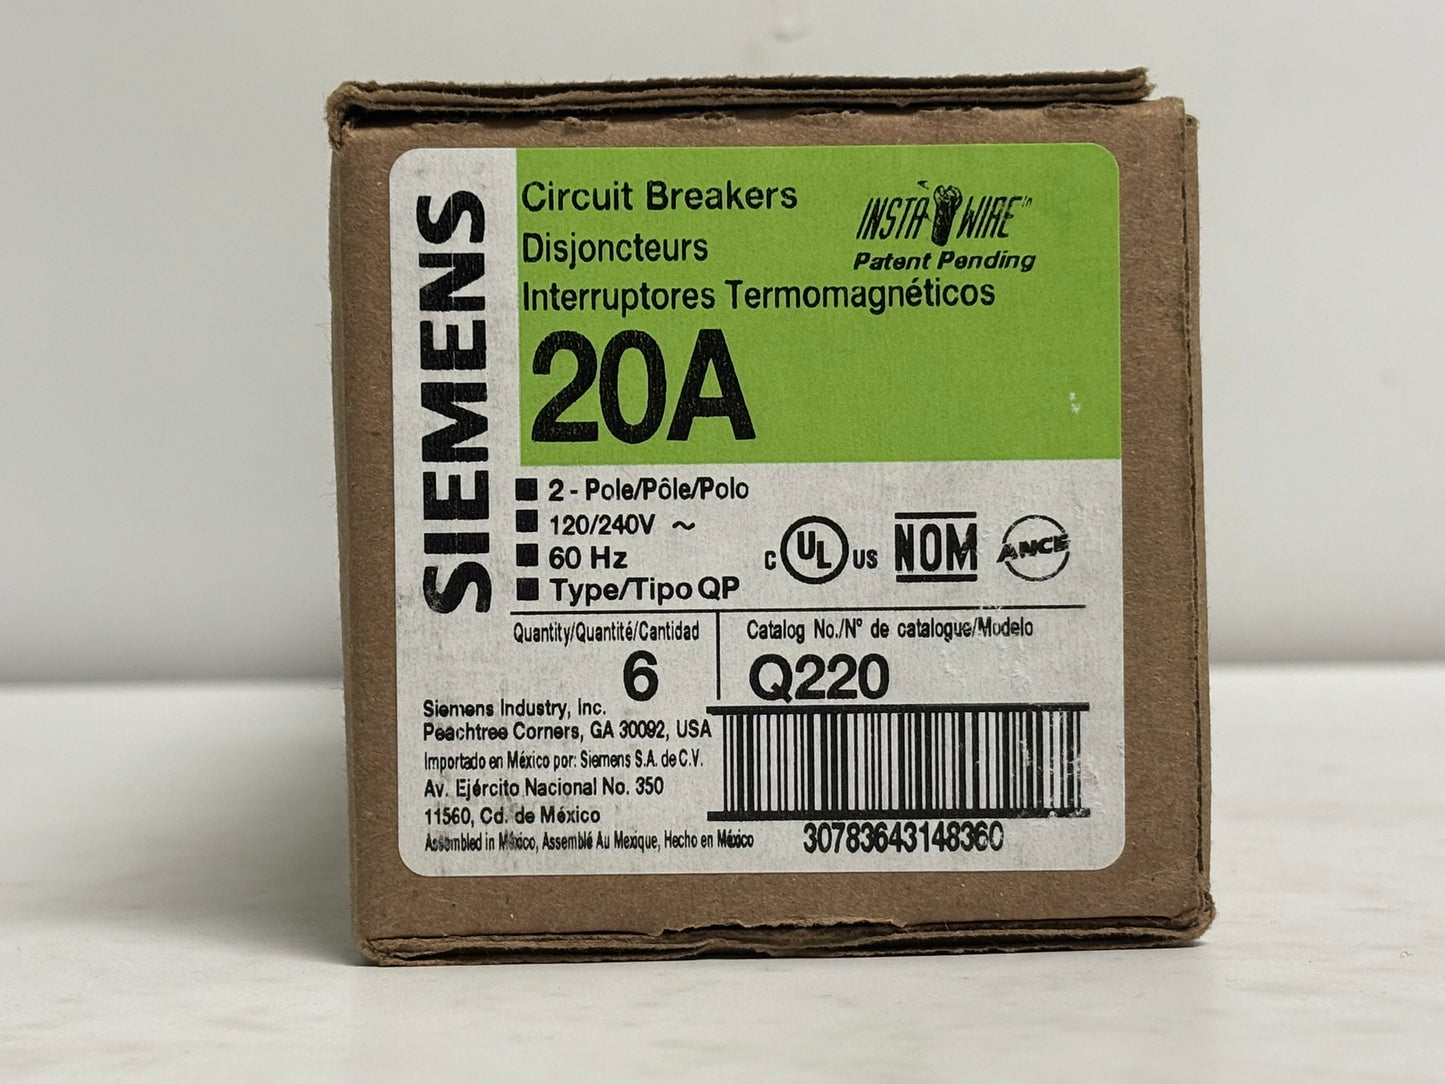 SIEMENS
Circuit Breakers
Disjoncteurs
Interruptores Termomagnéticos
INSTA WIRE™
Patent Pending
20A
2 - Pole/Pôle/Polo
120/240V ~
60 Hz
Type/Tipo QP
C UL US NOM ANCE
Quantity/Quantité/Cantidad
6
Catalog No./N° de catalogue/Modelo
Q220
Siemens Industry, Inc.
Peachtree Corners, GA 30092, USA
Importado en México por: Siemens S.A. de C.V.
Av. Ejército Nacional No. 350
11560, Cd. de México
Assembled in México, Assemblé Au Mexique, Hecho en México
30783643148360